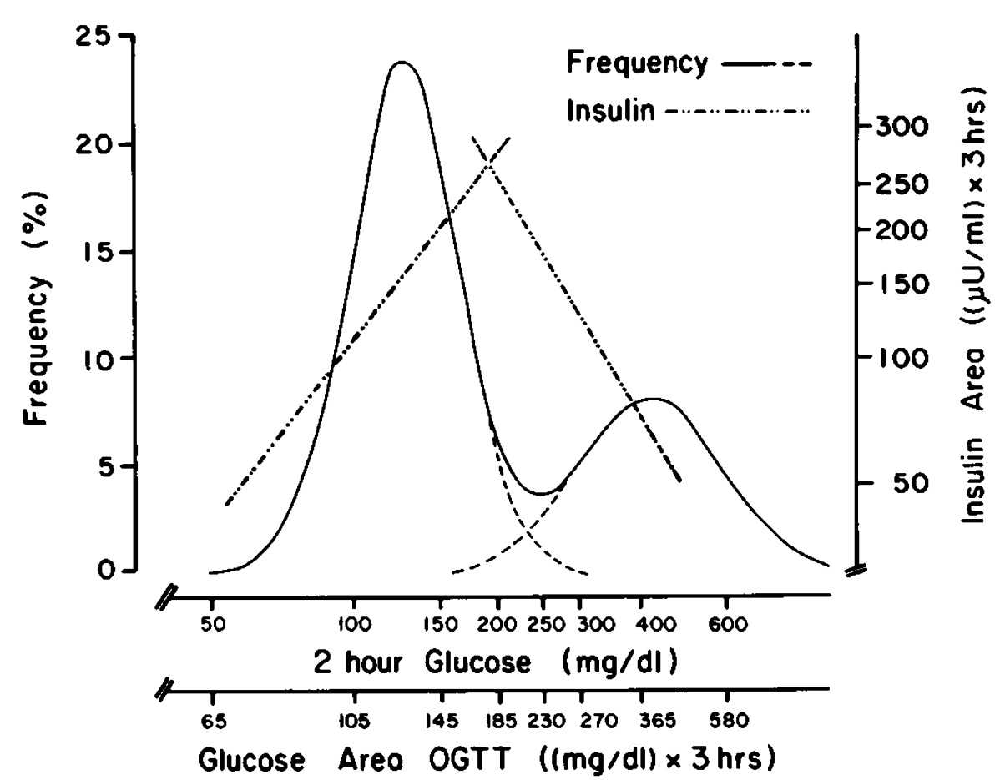 25
20
15
10
5
0
Frequency (%)
Frequency
Insulin
300
250
200
150
100
50
Insulin Area ((μU/ml) x 3 hrs)
50 100 150 200 250 300 400 600
2 hour Glucose (mg/dl)
65 105 145 185 230 270 365 580
Glucose Area OGTT ((mg/dl) x 3 hrs)